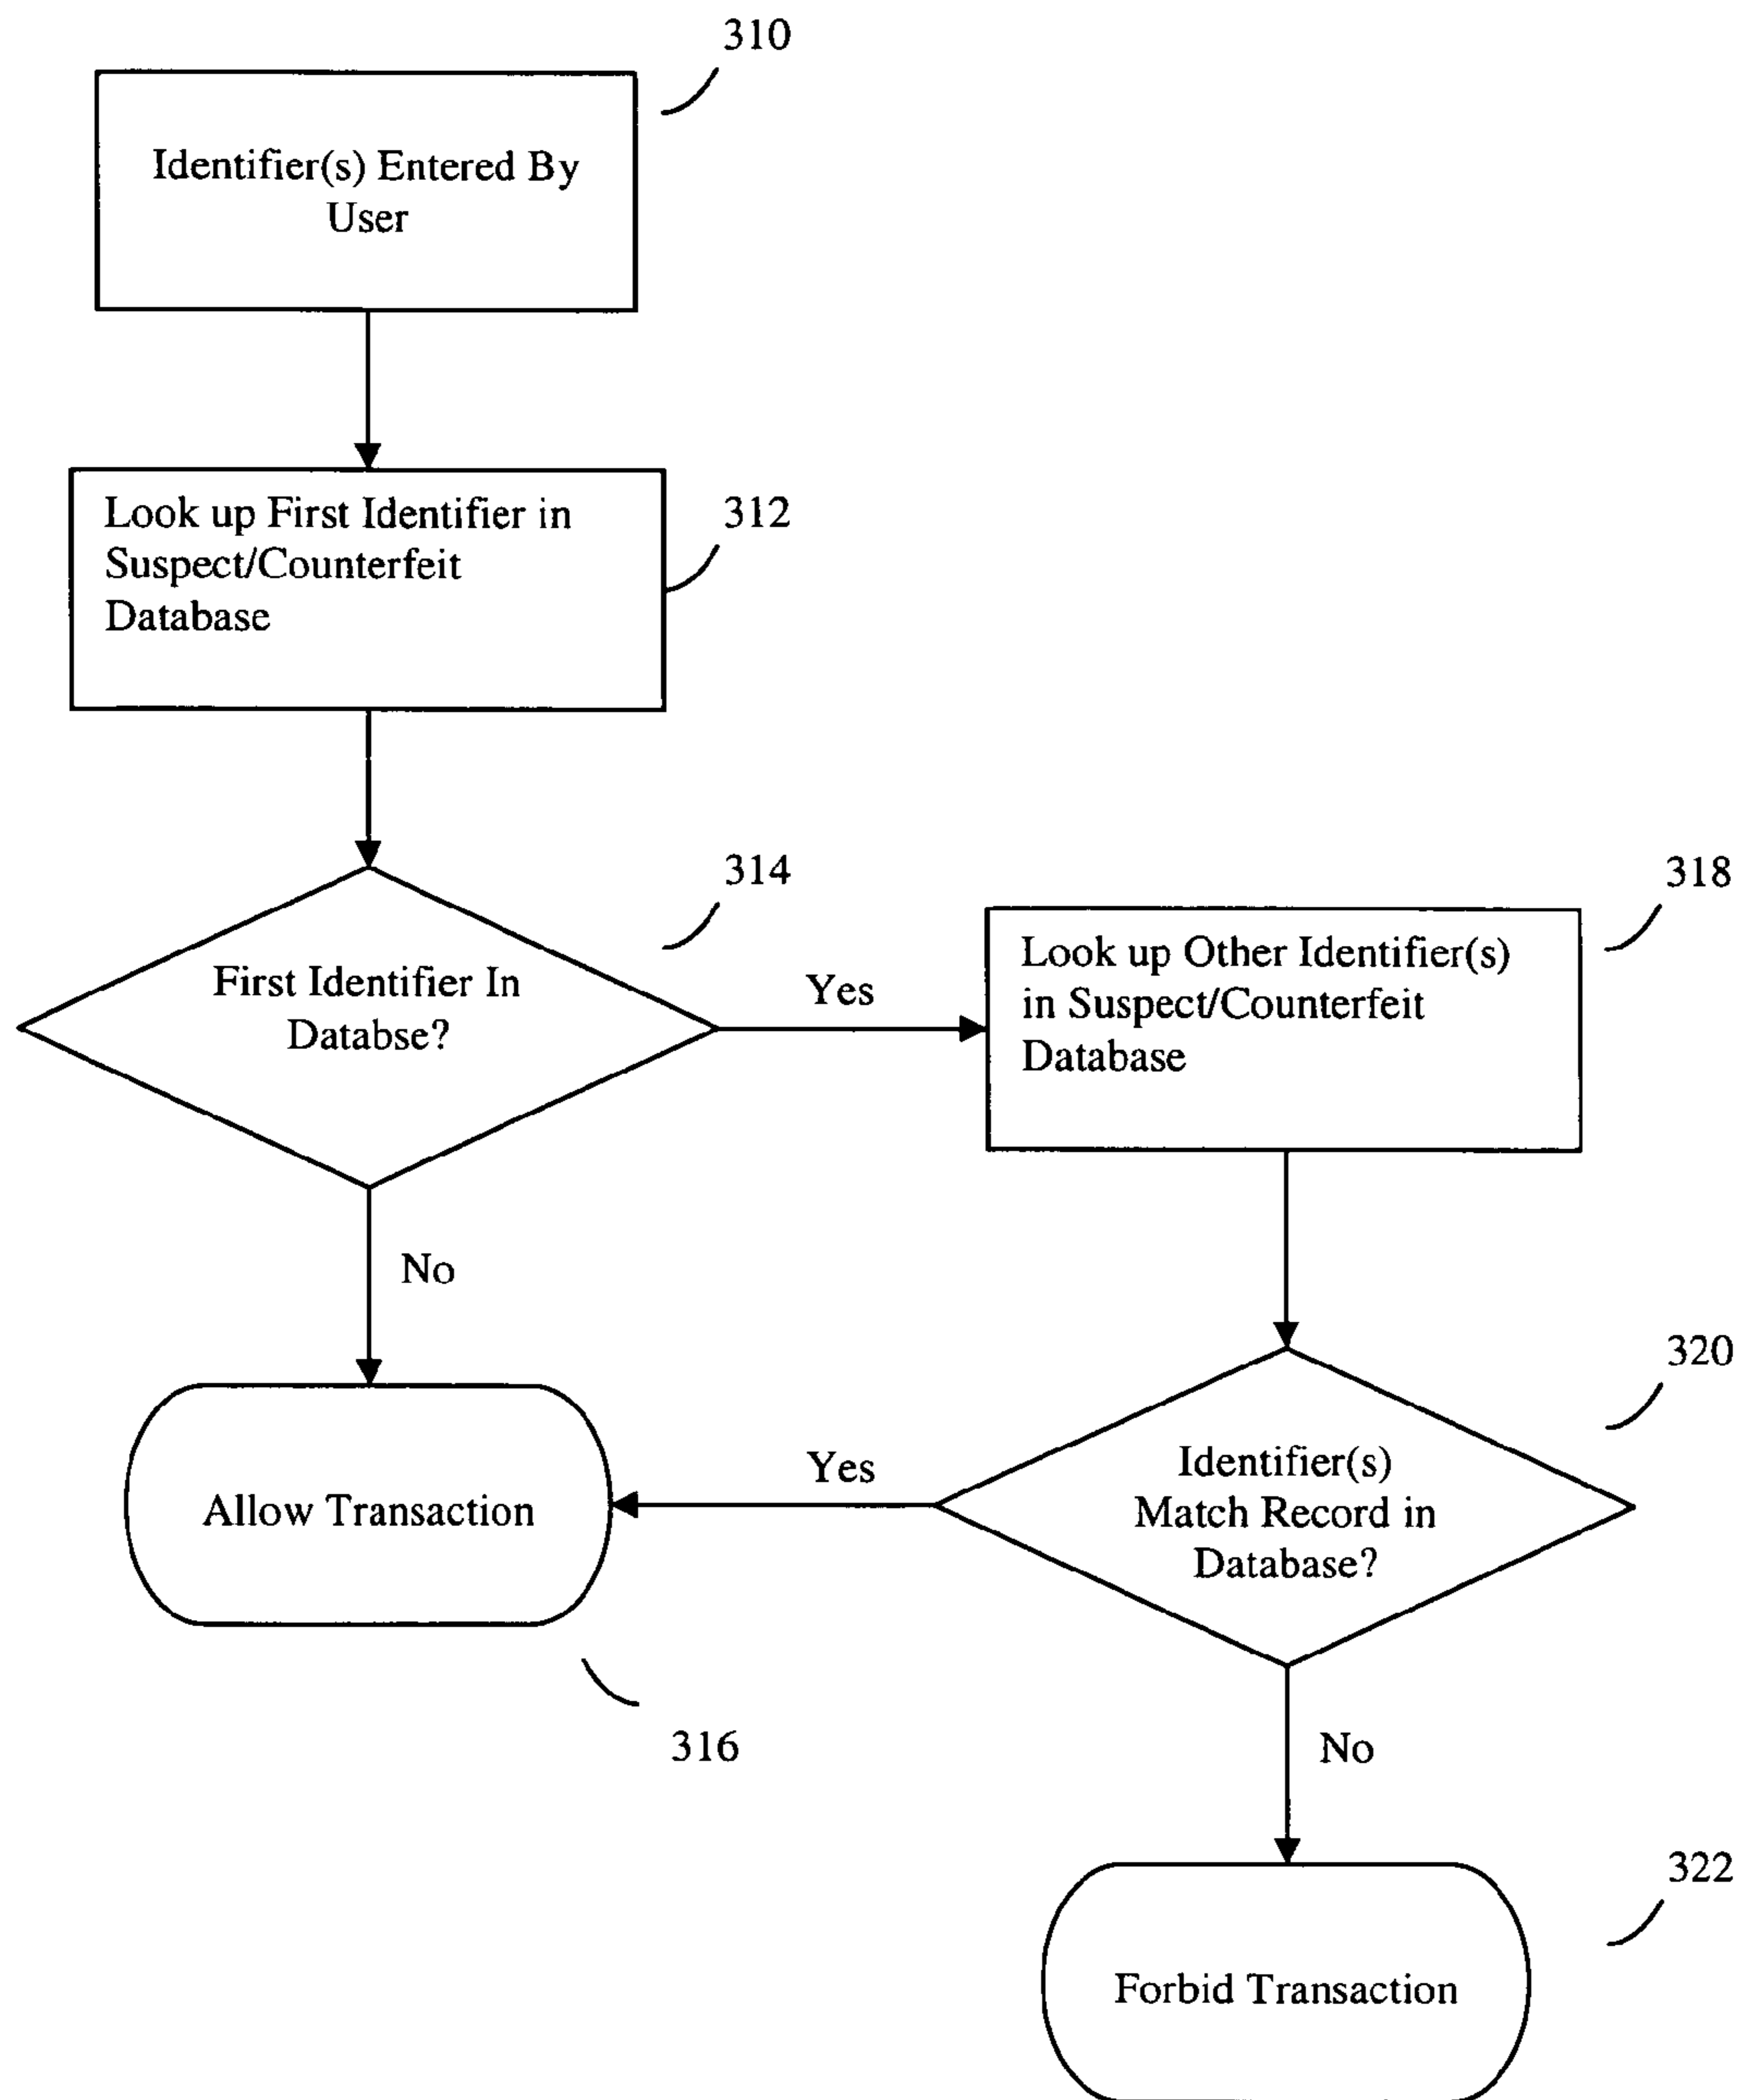 310
Identifier(s) Entered By
User
Look up First Identifier in
Suspect/Counterfeit
Database
312
314
First Identifier In
Databse?
Yes
318
Look up Other Identifier(s)
in Suspect/Counterfeit
Database
No
320
Identifier(s)
Match Record in
Database?
Yes
Allow Transaction
316
No
322
Forbid Transaction